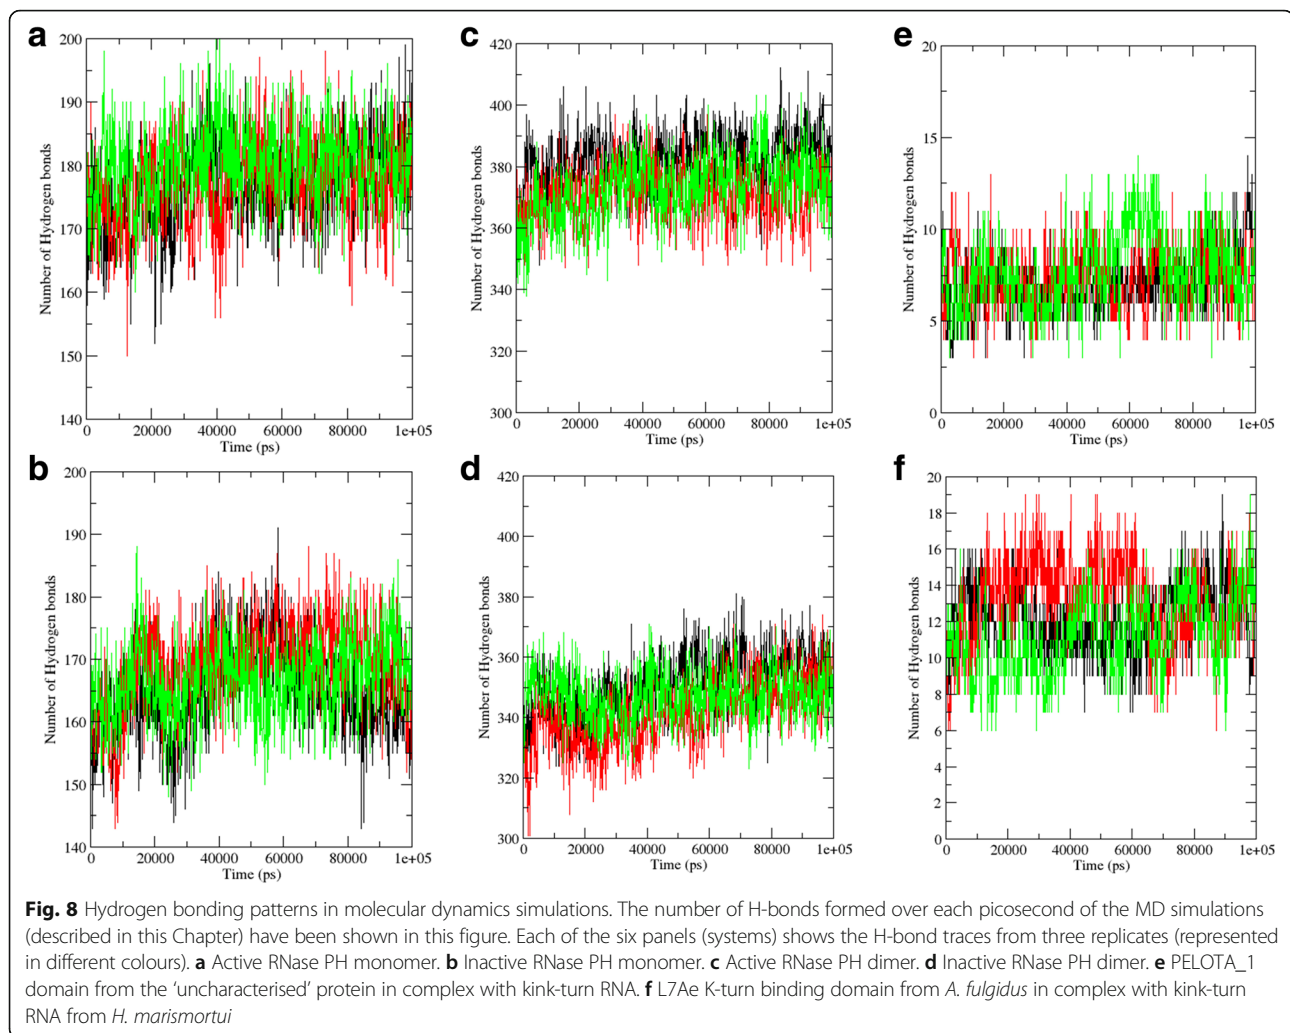 a
200
190
180
170
160
150
140
Number of Hydrogen bonds
0 20000 40000 60000 80000 1e+05
Time (ps)
c
420
400
380
360
340
320
300
Number of Hydrogen bonds
0 20000 40000 60000 80000 1e+05
Time (ps)
e
20
15
10
5
0
Number of Hydrogen bonds
0 20000 40000 60000 80000 1e+05
Time (ps)
b
200
190
180
170
160
150
140
Number of Hydrogen bonds
0 20000 40000 60000 80000 1e+05
Time (ps)
d
420
400
380
360
340
320
300
Number of Hydrogen bonds
0 20000 40000 60000 80000 1e+05
Time (ps)
f
20
18
16
14
12
10
8
6
4
2
0
Number of Hydrogen bonds
0 20000 40000 60000 80000 1e+05
Time (ps)
Fig. 8 Hydrogen bonding patterns in molecular dynamics simulations. The number of H-bonds formed over each picosecond of the MD simulations
(described in this Chapter) have been shown in this figure. Each of the six panels (systems) shows the H-bond traces from three replicates (represented
in different colours). a Active RNase PH monomer. b Inactive RNase PH monomer. c Active RNase PH dimer. d Inactive RNase PH dimer. e PELOTA_1
domain from the ‘uncharacterised’ protein in complex with kink-turn RNA. f L7Ae K-turn binding domain from A. fulgidus in complex with kink-turn
RNA from H. marismortui